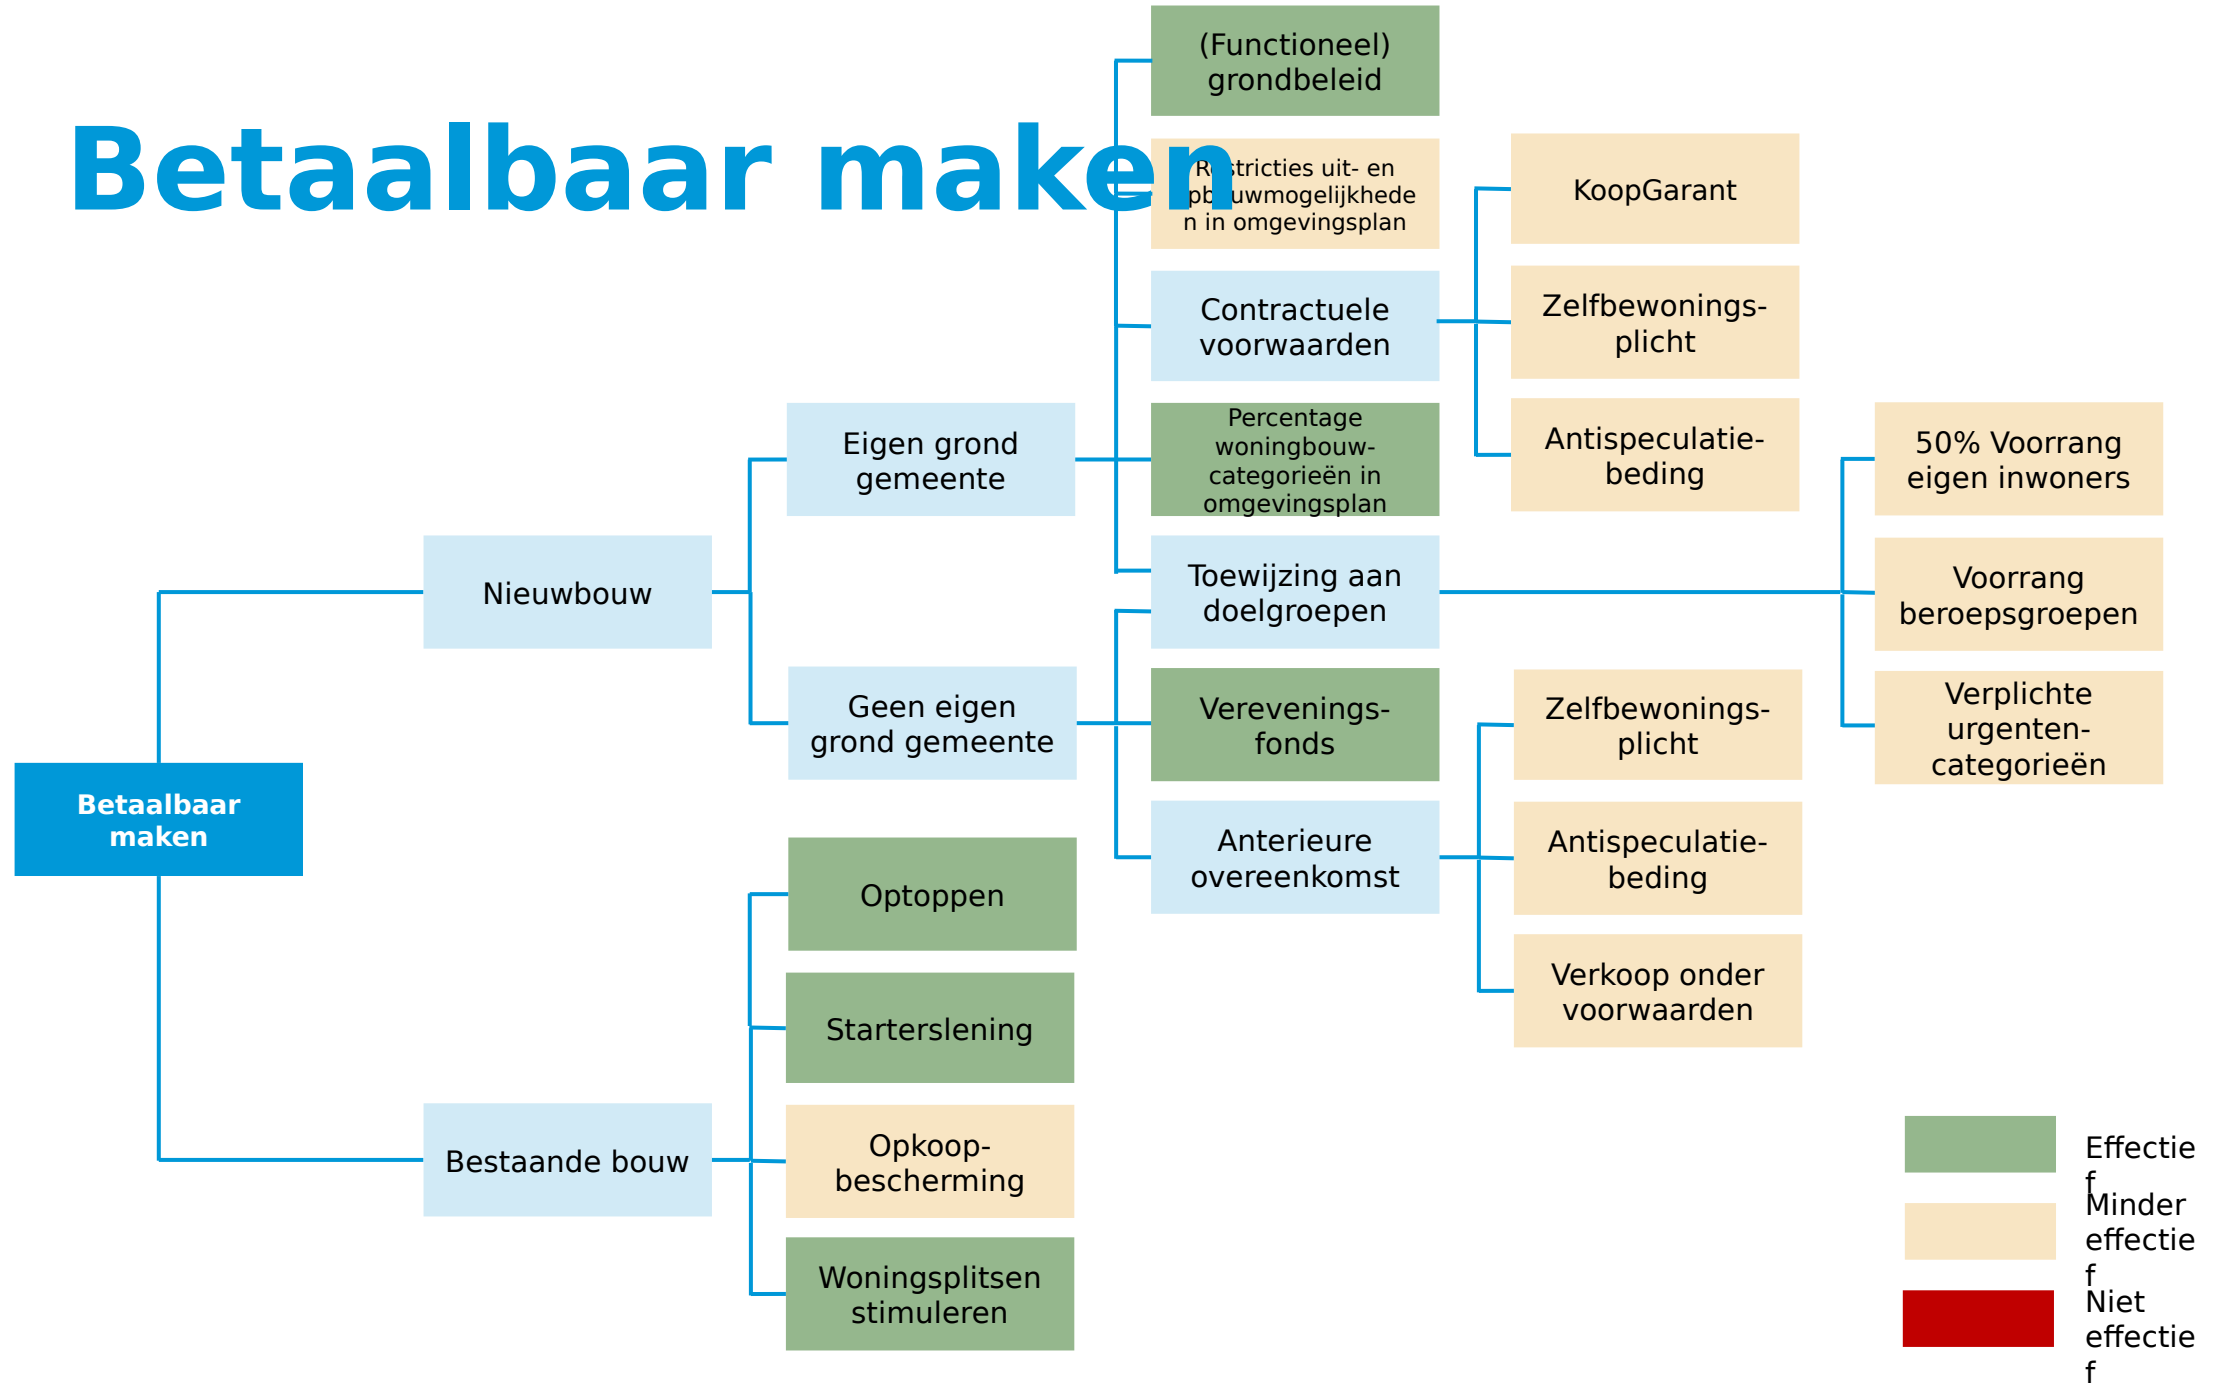 Betaalbaar maken
(Functioneel)
grondbeleid
uit- en
n in omgevingsplan
Contractuele
voorwaarden
KoopGarant
Zelfbewonings-
plicht
Antispeculatie-
beding
Eigen grond
gemeente
Percentage
woningbouw-
categorieën in
omgevingsplan
50% Voorrang
eigen inwoners
Nieuwbouw
Toewijzing aan
doelgroepen
Voorrang
beroepsgroepen
Geen eigen
grond gemeente
Verevenings-
fonds
Zelfbewonings-
plicht
Verplichte
urgenten-
categorieën
Betaalbaar
maken
Anterieure
overeenkomst
Antispeculatie-
beding
Optoppen
Verkoop onder
voorwaarden
Starterslening
Bestaande bouw
Opkoop-
bescherming
Woningsplitsen
stimuleren
Effectie
f
Minder
effectie
f
Niet
effectie
f